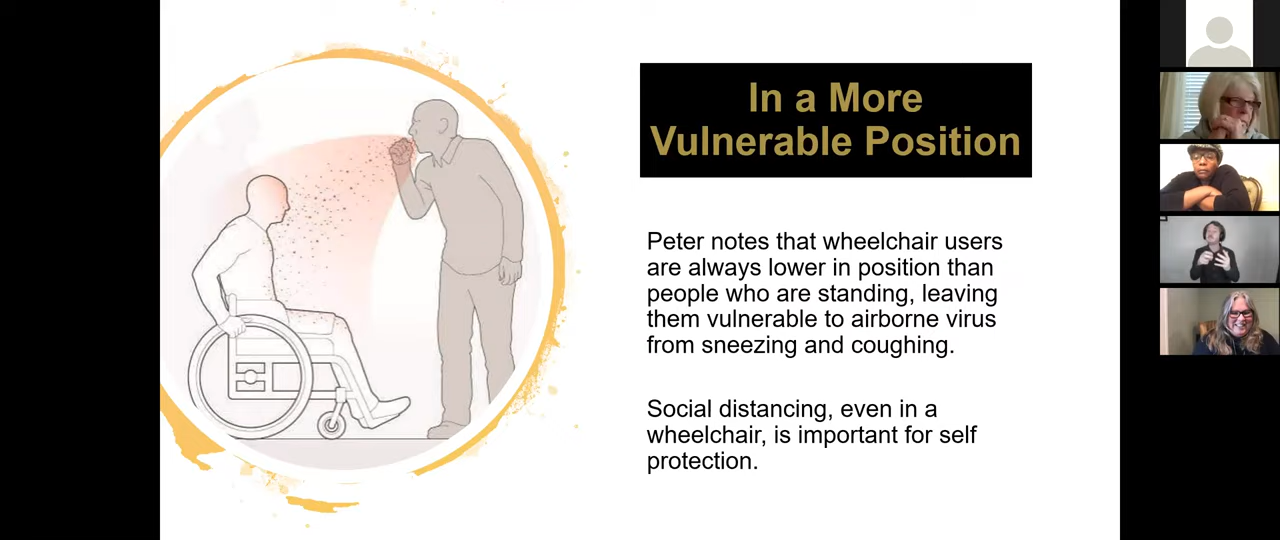 In a More
Vulnerable Position
Peter notes that wheelchair users
are always lower in position than
people who are standing, leaving
them vulnerable to airborne virus
from sneezing and coughing.
Social distancing, even in a
wheelchair, is important for self
protection.